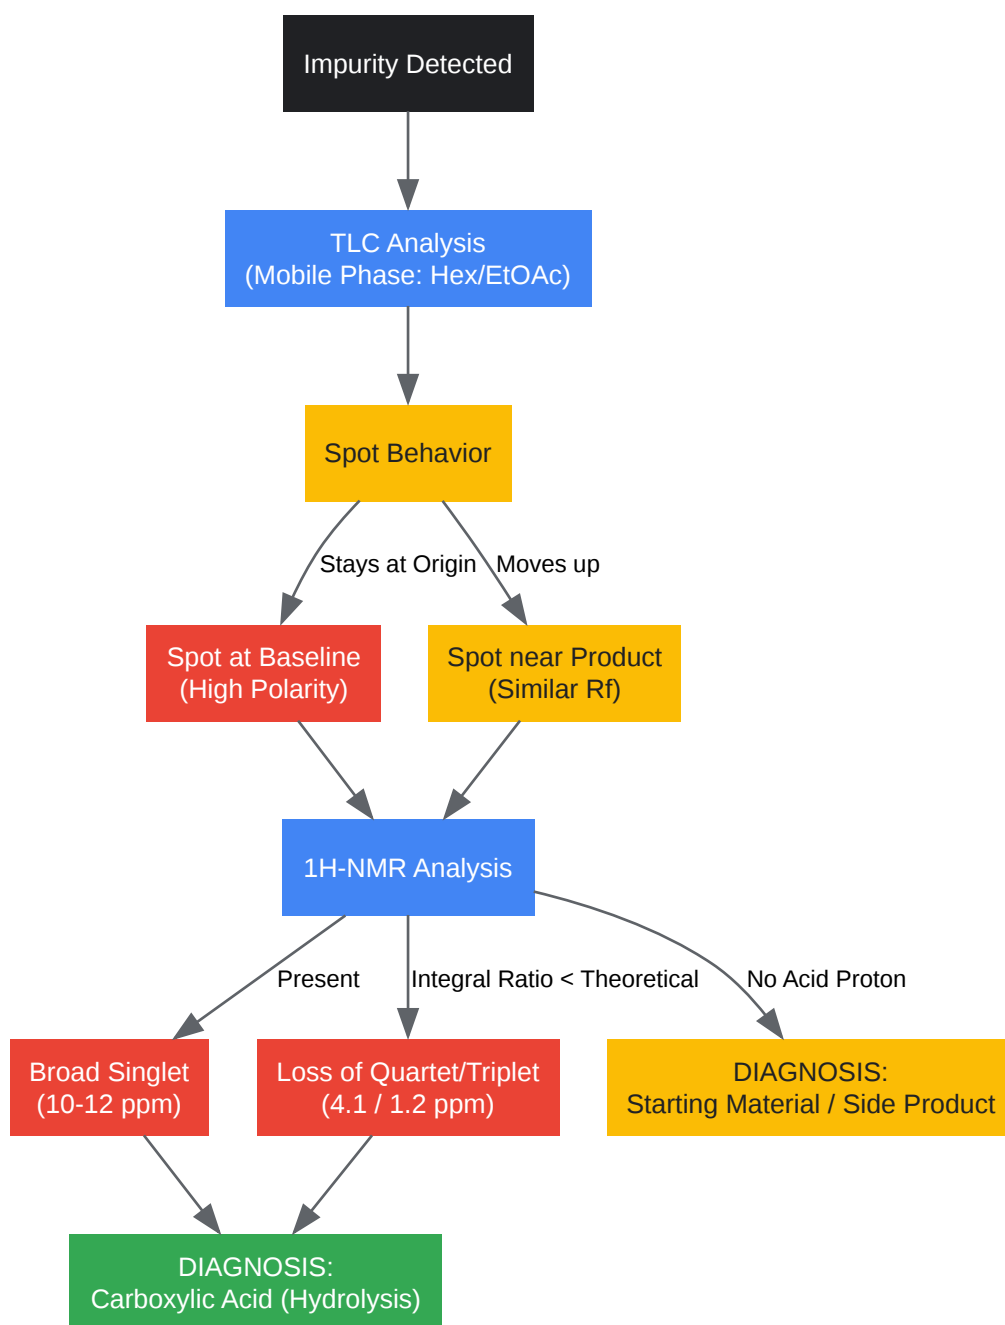 Impurity Detected
TLC Analysis
(Mobile Phase: Hex/EtOAc)
Spot Behavior
Stays at Origin
Moves up
Spot at Baseline
(High Polarity)
Spot near Product
(Similar Rf)
1H-NMR Analysis
Present
Integral Ratio < Theoretical
No Acid Proton
Broad Singlet
(10-12 ppm)
Loss of Quartet/Triplet
(4.1 / 1.2 ppm)
DIAGNOSIS:
Starting Material / Side Product
DIAGNOSIS:
Carboxylic Acid (Hydrolysis)